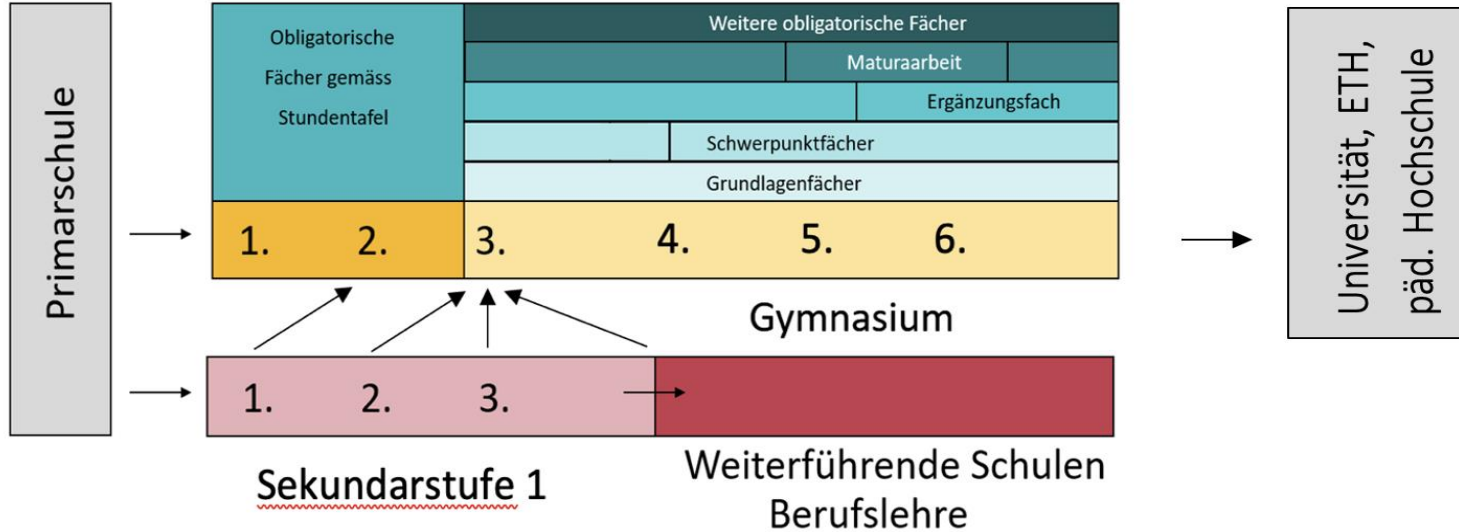 Primarschule
Obligatorische
Fächer gemäss
Stundentafel
Weitere obligatorische Fächer
Maturaarbeit
Ergänzungsfach
Schwerpunktfächer
Grundlagenfächer
1. 2. 3. 4. 5. 6.
Gymnasium
1. 2. 3.
Sekundarstufe 1
Weiterführende Schulen
Berufslehre
Universität, ETH,
päd. Hochschule